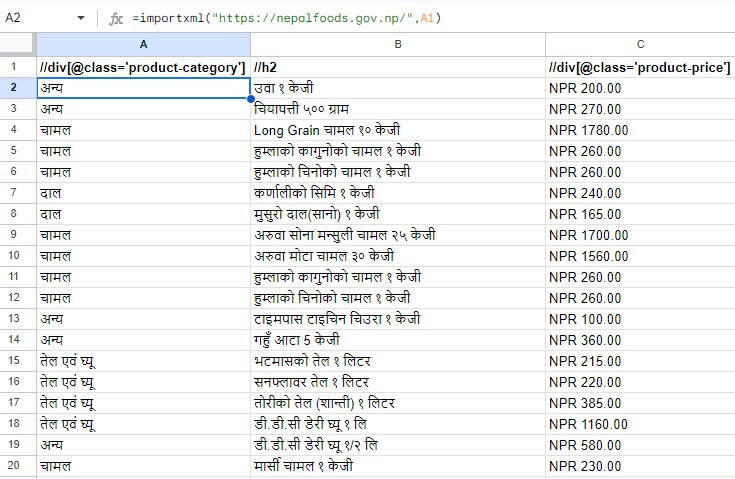 A2 fx =importxml("https://nepalfoods.gov.np/",A1)
A B C
1 //div[@class='product-category'] //h2 //div[@class='product-price']
2 अन्य उवा १ केजी NPR 200.00
3 अन्य चियापत्ती ५०० ग्राम NPR 270.00
4 चामल Long Grain चामल १० केजी NPR 1780.00
5 चामल हुम्लाको कागुनोको चामल १ केजी NPR 260.00
6 चामल हुम्लाको चिनोको चामल १ केजी NPR 260.00
7 दाल कर्णालीको सिमि १ केजी NPR 240.00
8 दाल मुसुरो दाल(सानो) १ केजी NPR 165.00
9 चामल अरुवा सोना मन्सुली चामल २५ केजी NPR 1700.00
10 चामल अरुवा मोटा चामल ३० केजी NPR 1560.00
11 चामल हुम्लाको कागुनोको चामल १ केजी NPR 260.00
12 चामल हुम्लाको चिनोको चामल १ केजी NPR 260.00
13 अन्य टाइमपास टाइचिन चिउरा १ केजी NPR 100.00
14 अन्य गहुँ आटा 5 केजी NPR 360.00
15 तेल एवं घ्यू भटमासको तेल १ लिटर NPR 215.00
16 तेल एवं घ्यू सनफ्लावर तेल १ लिटर NPR 220.00
17 तेल एवं घ्यू तोरीको तेल (शान्ती) १ लिटर NPR 385.00
18 तेल एवं घ्यू डी.डी.सी डेरी घ्यू १ लि NPR 1160.00
19 अन्य डी.डी.सी डेरी घ्यू १/२ लि NPR 580.00
20 चामल मार्सी चामल १ केजी NPR 230.00